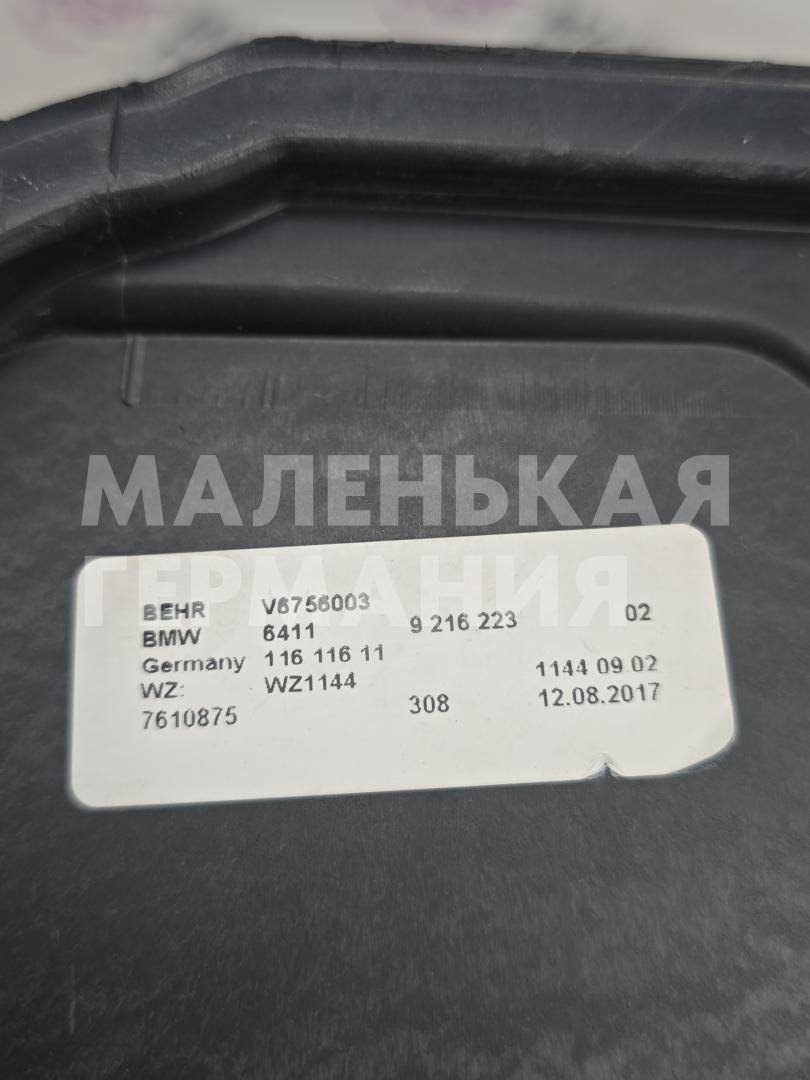 МАЛЕНЬКАЯ
ГЕРМАНИЯ
BEHR V6756003
BMW 6411 9 216 223 02
Germany 116 116 11
WZ: WZ1144 1144 09 02
7610875 308 12.08.2017